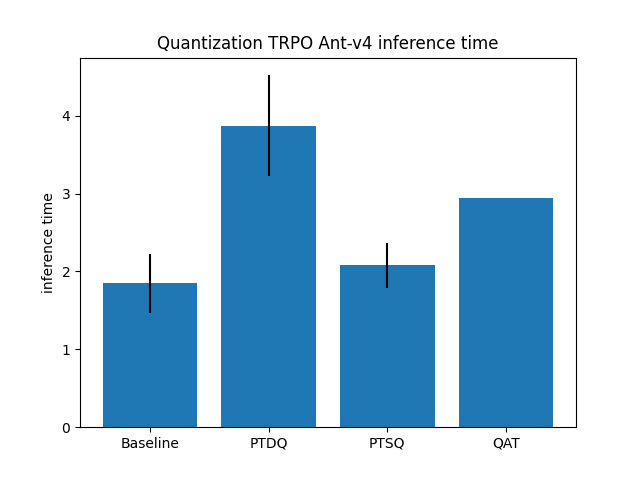 Quantization TRPO Ant-v4 inference time
inference time
4
3
2
1
0
Baseline PTDQ PTSQ QAT